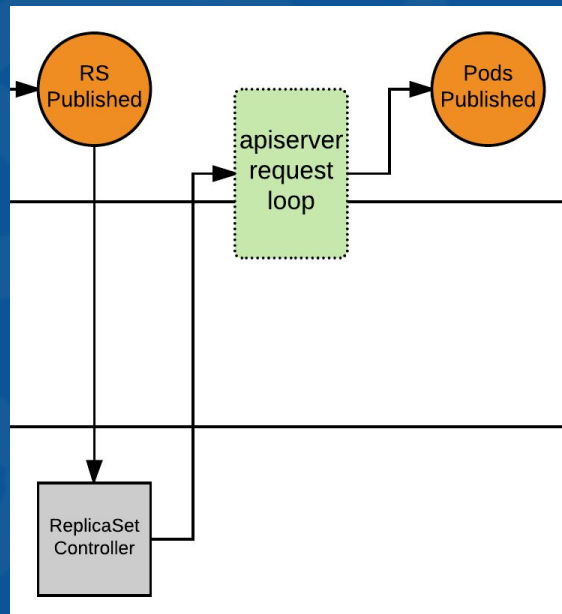 RS
Published
apiserver
request
loop
Pods
Published
ReplicaSet
Controller